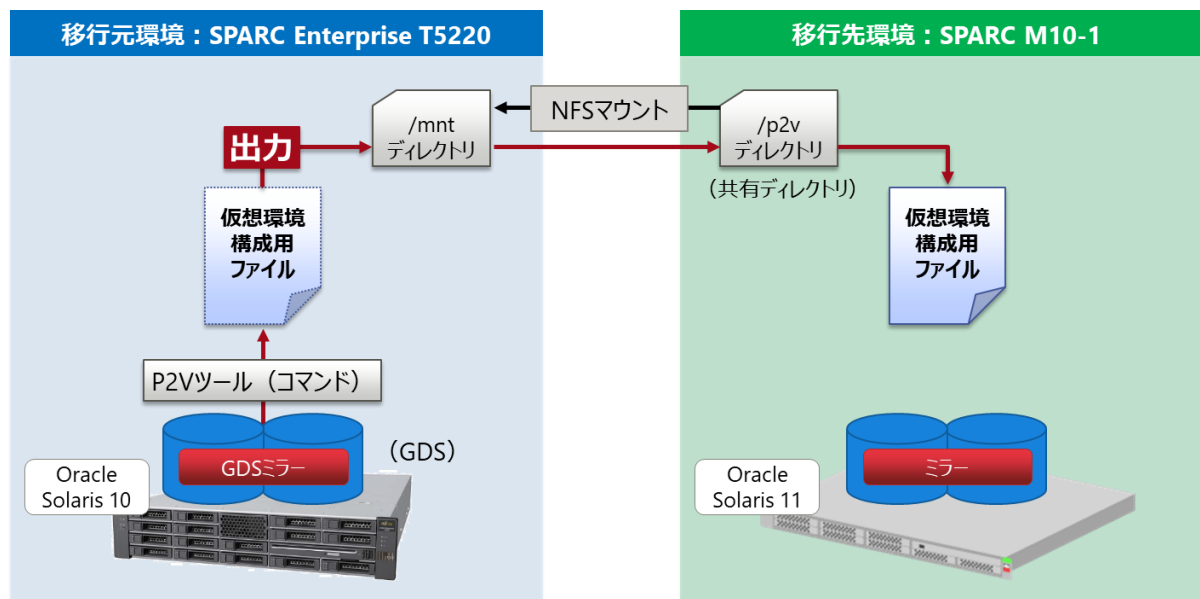 移行元環境：SPARC Enterprise T5220
移行先環境：SPARC M10-1
NFSマウント
/mnt
ディレクトリ
/p2v
ディレクトリ
（共有ディレクトリ）
出力
仮想環境
構成用
ファイル
仮想環境
構成用
ファイル
P2Vツール（コマンド）
（GDS）
GDSミラー
Oracle
Solaris 10
ミラー
Oracle
Solaris 11